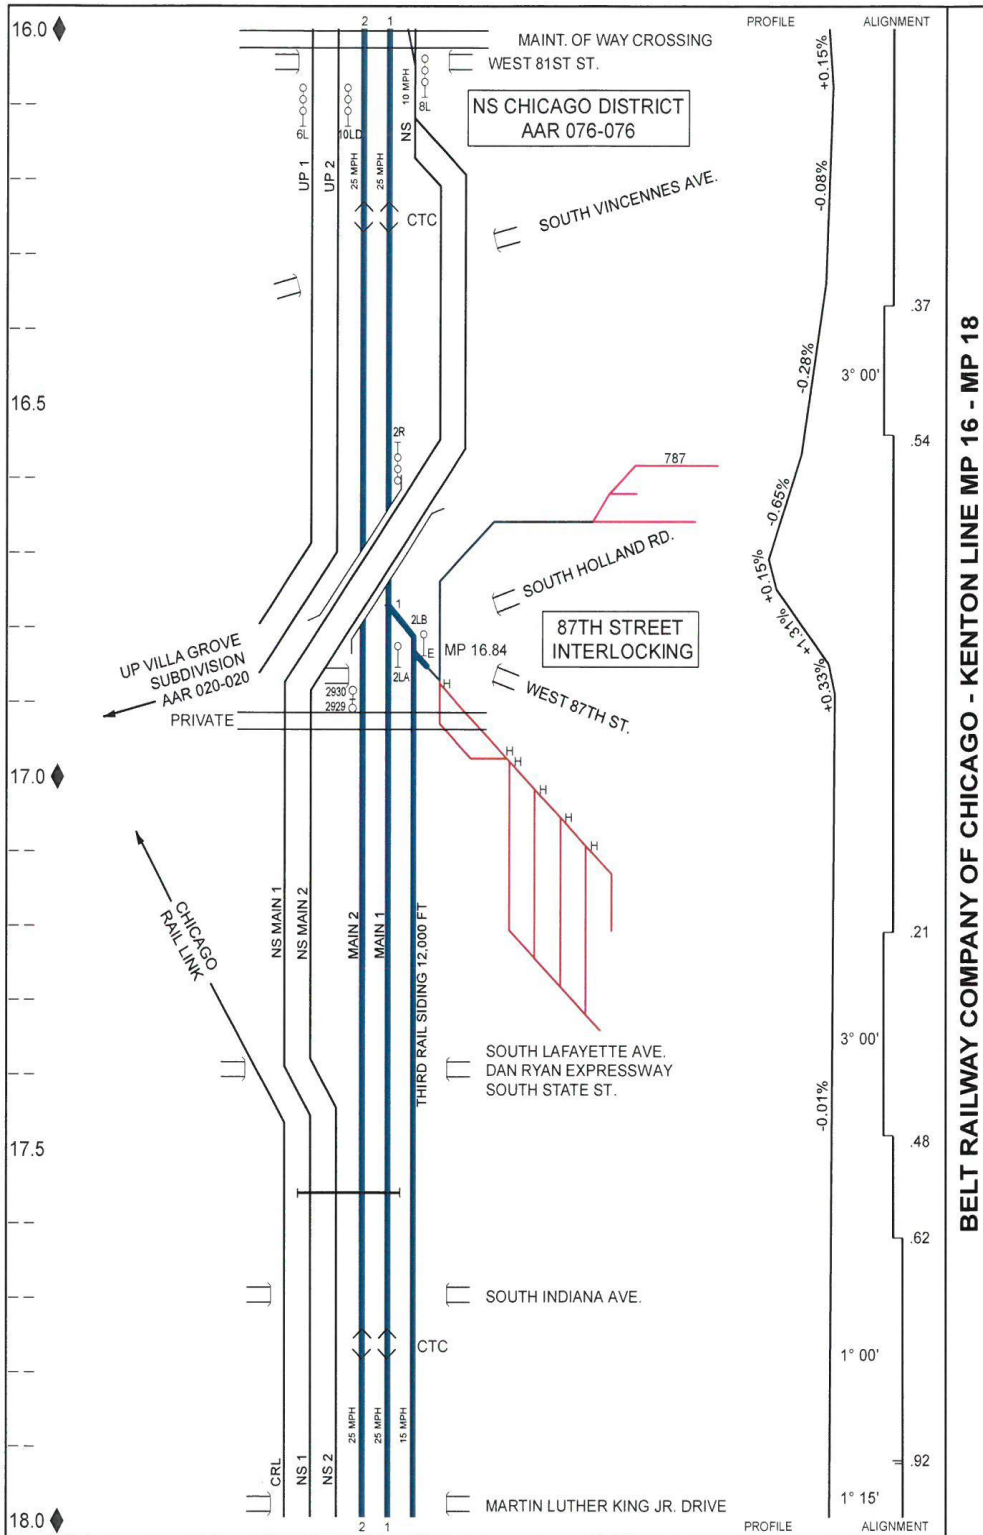 PROFILE
ALIGNMENT
16.0
2 1
MAINT. OF WAY CROSSING
WEST 81ST ST.
+0.15%
10 MPH
8L
NS CHICAGO DISTRICT
AAR 076-076
6L
10LD
NS
UP 1
UP 2
25 MPH
25 MPH
-0.08%
CTC
SOUTH VINCENNES AVE.
.37
-0.28%
3° 00'
16.5
2R
.54
787
-0.65%
SOUTH HOLLAND RD.
+0.15%
1
2LB
87TH STREET
INTERLOCKING
+1.31%
UP VILLA GROVE
SUBDIVISION
AAR 020-020
E
MP 16.84
2LA
H
2930
2929
WEST 87TH ST.
+0.33%
PRIVATE
17.0
H
H
H
H
H
CHICAGO
RAIL LINK
NS MAIN 1
NS MAIN 2
MAIN 2
MAIN 1
THIRD RAIL SIDING 12,000 FT
.21
3° 00'
SOUTH LAFAYETTE AVE.
DAN RYAN EXPRESSWAY
SOUTH STATE ST.
-0.01%
17.5
.48
.62
SOUTH INDIANA AVE.
CTC
1° 00'
25 MPH
25 MPH
15 MPH
CRL
NS 1
NS 2
.92
1° 15'
MARTIN LUTHER KING JR. DRIVE
18.0
2 1
PROFILE
ALIGNMENT
BELT RAILWAY COMPANY OF CHICAGO - KENTON LINE MP 16 - MP 18